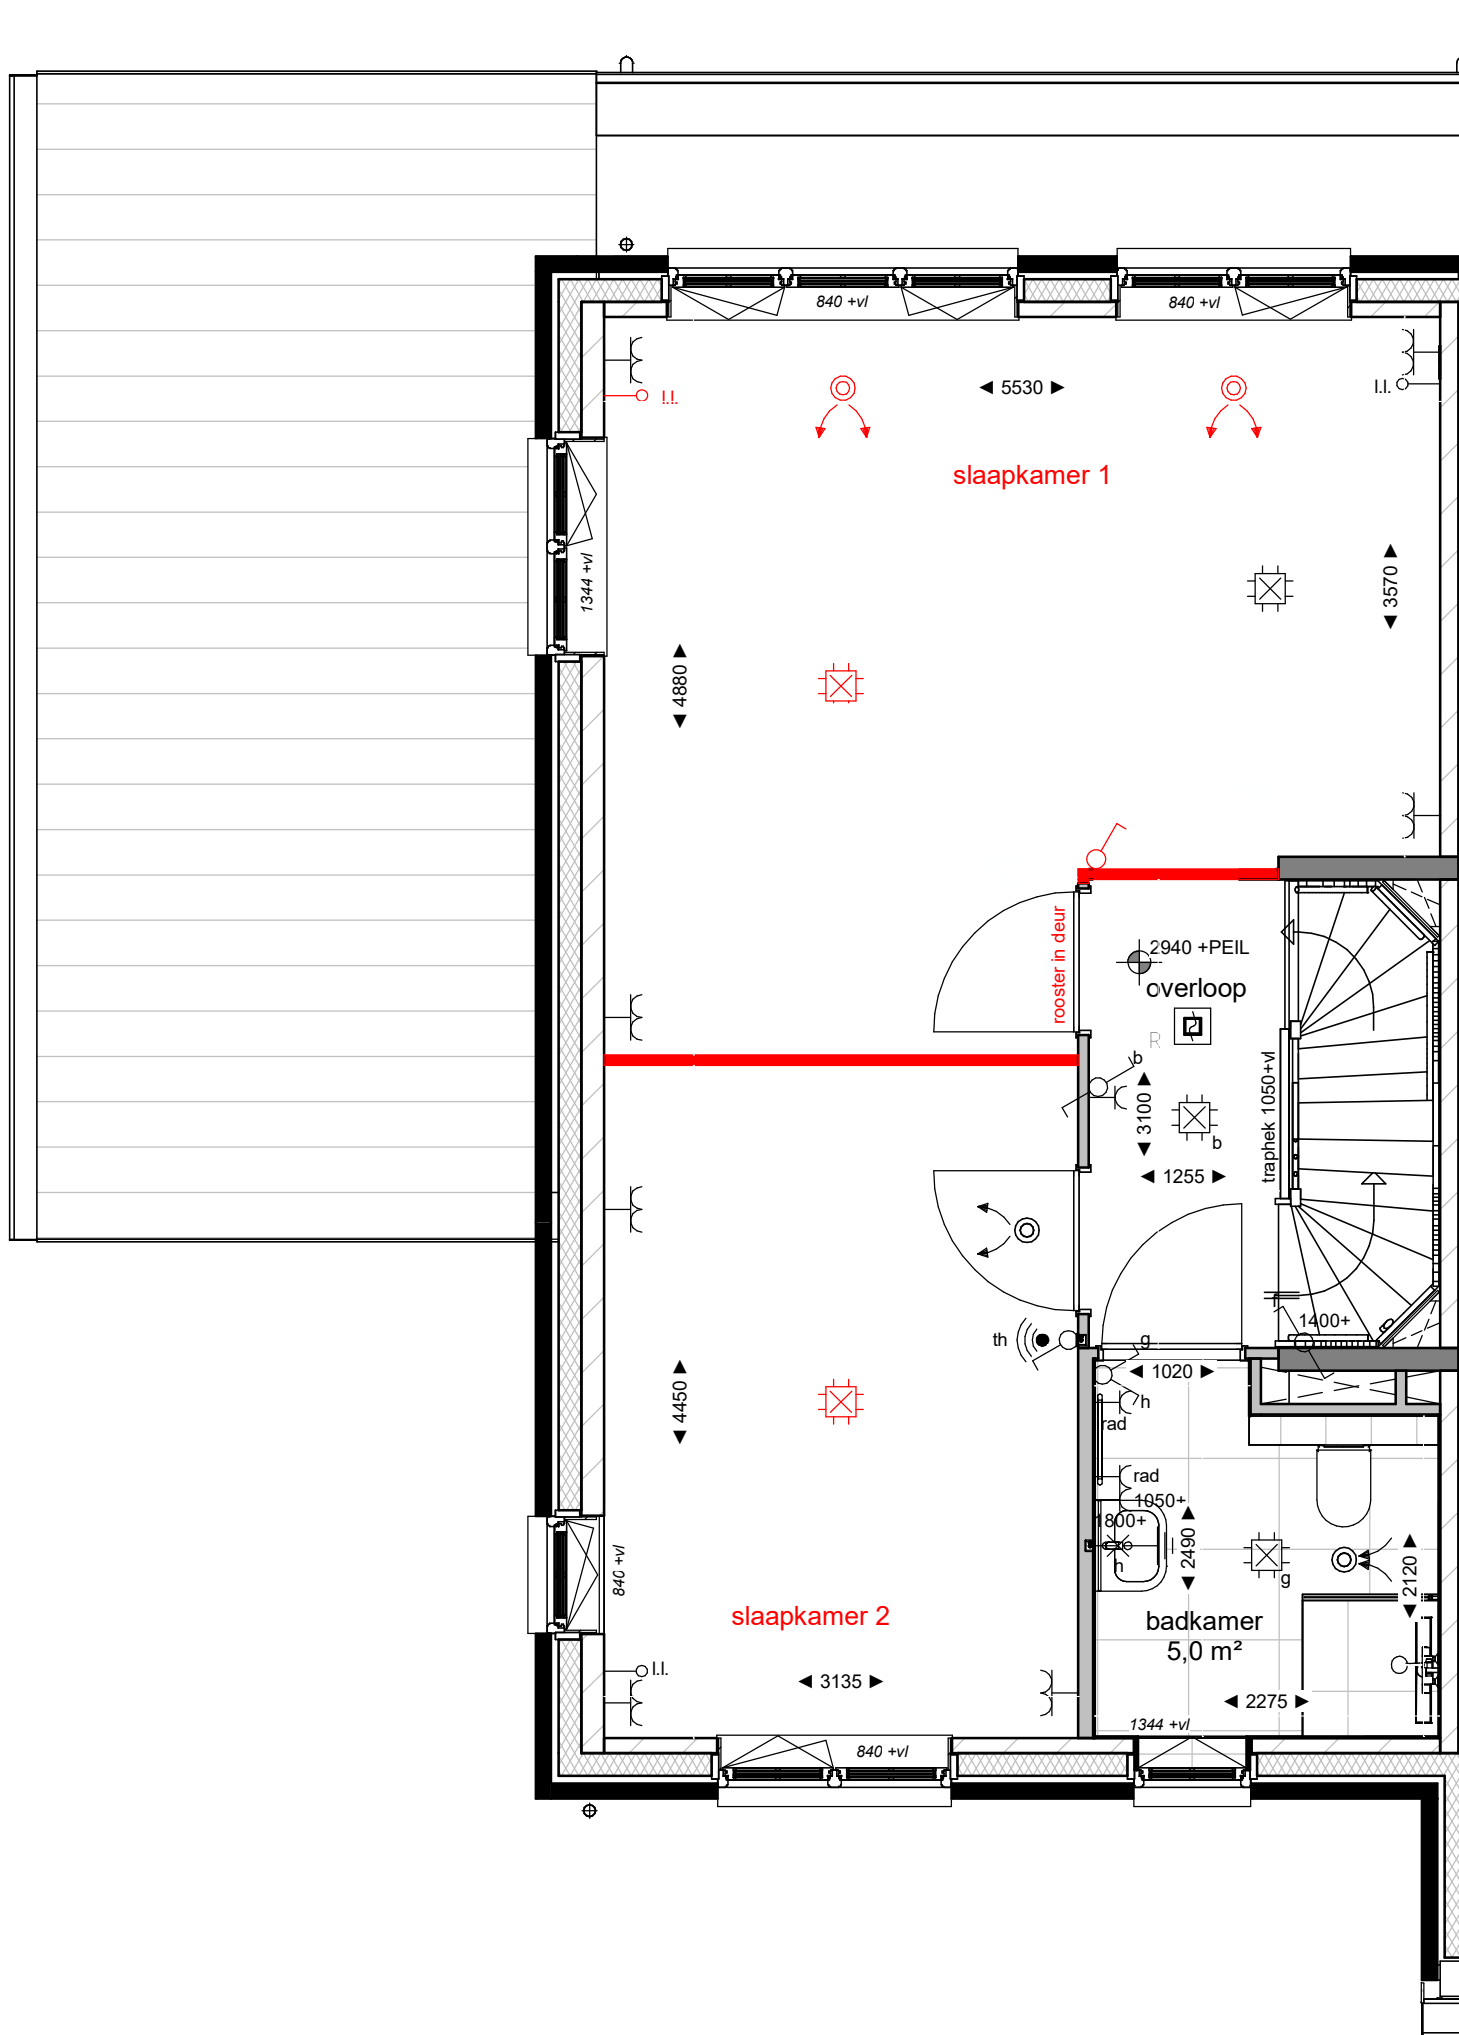 840 +vl
840 +vl
l.l.
5530
l.l.
slaapkamer 1
1344 +vl
3570
4880
rooster in deur
2940 +PEIL
overloop
R
b
3100
b
traphek 1050+vl
1255
th
g
1400+
1020
h
rad
4450
rad
1050+
1800+
h
2490
g
2120
840 +vl
slaapkamer 2
badkamer
5,0 m²
l.l.
3135
2275
1344 +vl
840 +vl